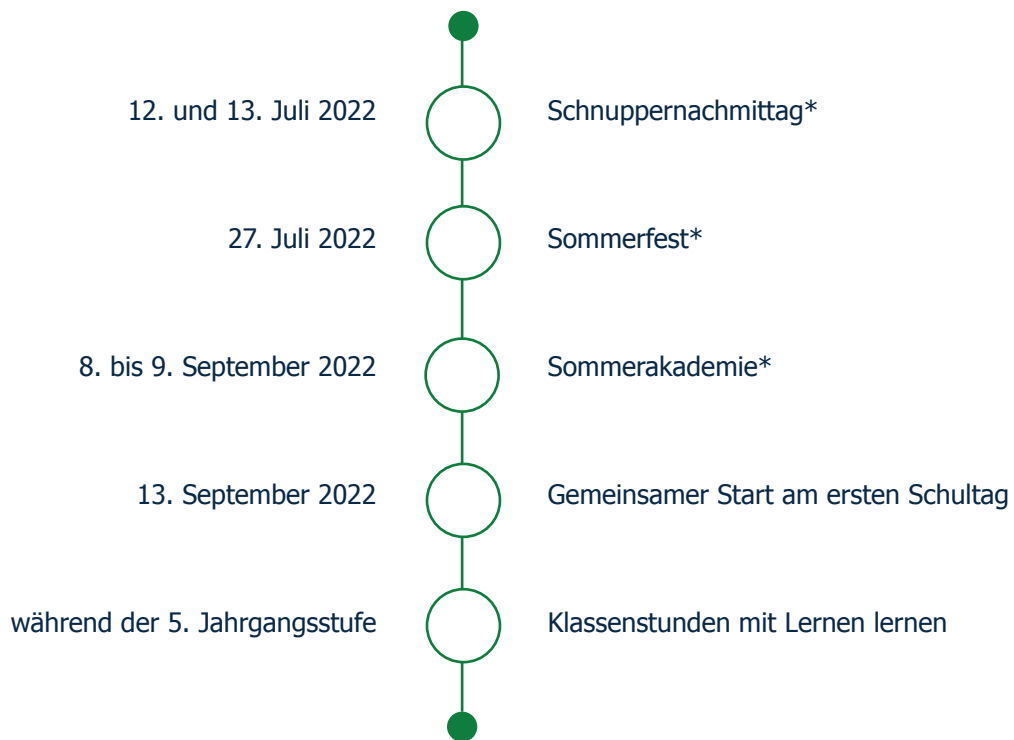 12. und 13. Juli 2022 Schnuppernachmittag*
27. Juli 2022 Sommerfest*
8. bis 9. September 2022 Sommerakademie*
13. September 2022 Gemeinsamer Start am ersten Schultag
während der 5. Jahrgangsstufe Klassenstunden mit Lernen lernen